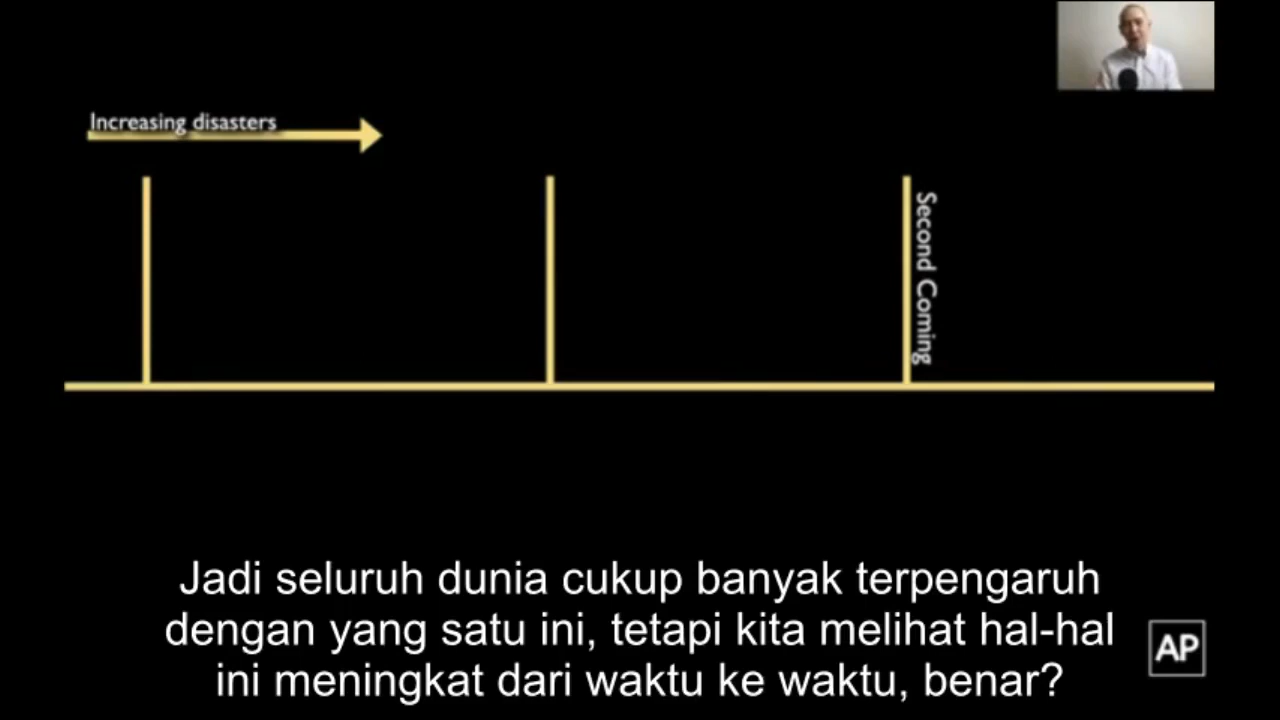 Increasing disasters
Second Coming
Jadi seluruh dunia cukup banyak terpengaruh
dengan yang satu ini, tetapi kita melihat hal-hal
ini meningkat dari waktu ke waktu, benar?
AP